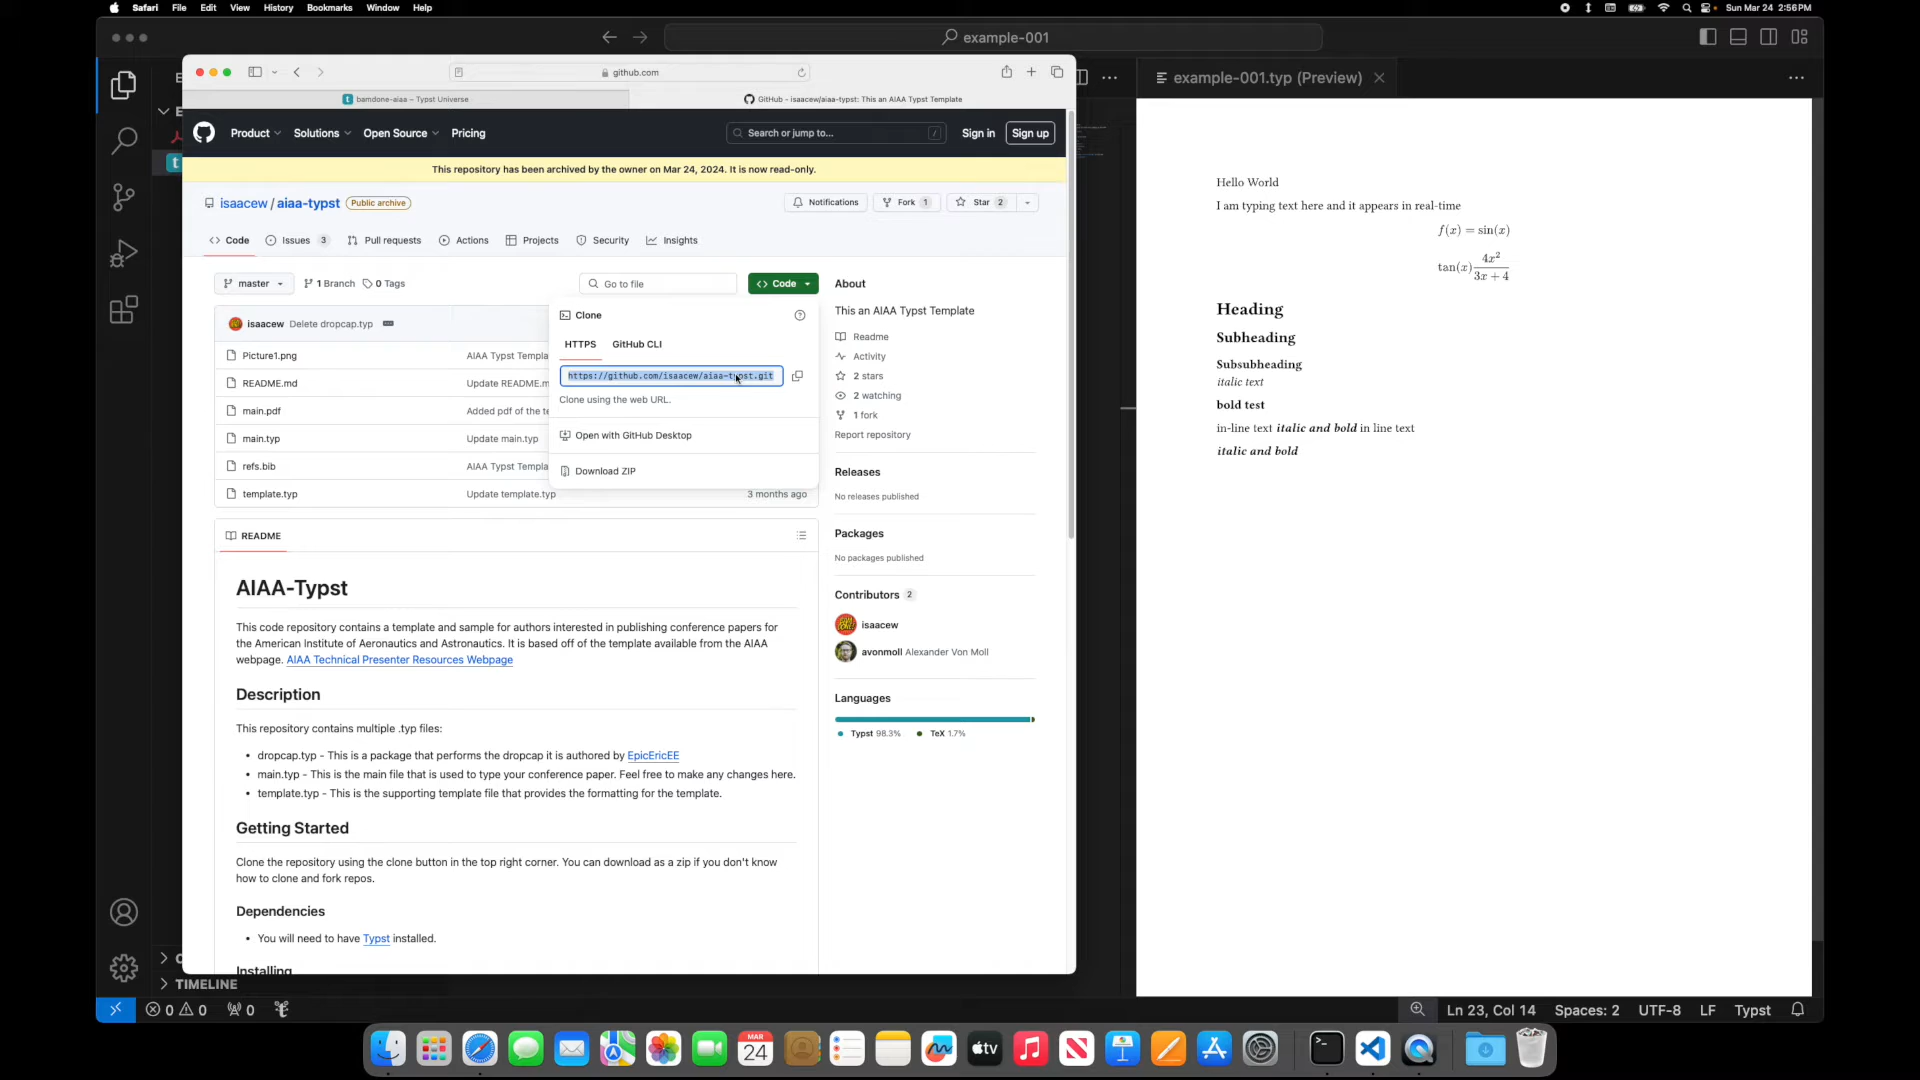 Safari File Edit View History Bookmarks Window Help
Sun Mar 24 2:56 PM
example-001
github.com
example-001.typ (Preview)
bamdone-aiaa – Typst Universe
GitHub - isaacew/aiaa-typst: This an AIAA Typst Template
Product Solutions Open Source Pricing
Search or jump to... /
Sign in Sign up
This repository has been archived by the owner on Mar 24, 2024. It is now read-only.
isaacew / aiaa-typst Public archive
Notifications Fork 1 Star 2
Code Issues 3 Pull requests Actions Projects Security Insights
master 1 Branch 0 Tags
Go to file Code
isaacew Delete dropcap.typ
Picture1.png AIAA Typst Templa
README.md Update README.m
main.pdf Added pdf of the te
main.typ Update main.typ
refs.bib AIAA Typst Templa
template.typ Update template.typ 3 months ago
Clone
HTTPS GitHub CLI
https://github.com/isaacew/aiaa-typst.git
Clone using the web URL.
Open with GitHub Desktop
Download ZIP
README
AIAA-Typst
This code repository contains a template and sample for authors interested in publishing conference papers for
the American Institute of Aeronautics and Astronautics. It is based off of the template available from the AIAA
webpage. AIAA Technical Presenter Resources Webpage
Description
This repository contains multiple .typ files:
• dropcap.typ - This is a package that performs the dropcap it is authored by EpicEricEE
• main.typ - This is the main file that is used to type your conference paper. Feel free to make any changes here.
• template.typ - This is the supporting template file that provides the formatting for the template.
Getting Started
Clone the repository using the clone button in the top right corner. You can download as a zip if you don't know
how to clone and fork repos.
Dependencies
• You will need to have Typst installed.
Installing
About
This an AIAA Typst Template
Readme
Activity
2 stars
2 watching
1 fork
Report repository
Releases
No releases published
Packages
No packages published
Contributors 2
isaacew
avonmoll Alexander Von Moll
Languages
Typst 98.3% TeX 1.7%
Hello World
I am typing text here and it appears in real-time
f(x) = sin(x)
tan(x) 4x²
3x + 4
Heading
Subheading
Subsubheading
italic text
bold test
in-line text italic and bold in line text
italic and bold
TIMELINE
0 0 0
Ln 23, Col 14 Spaces: 2 UTF-8 LF Typst
MAR
24
tv